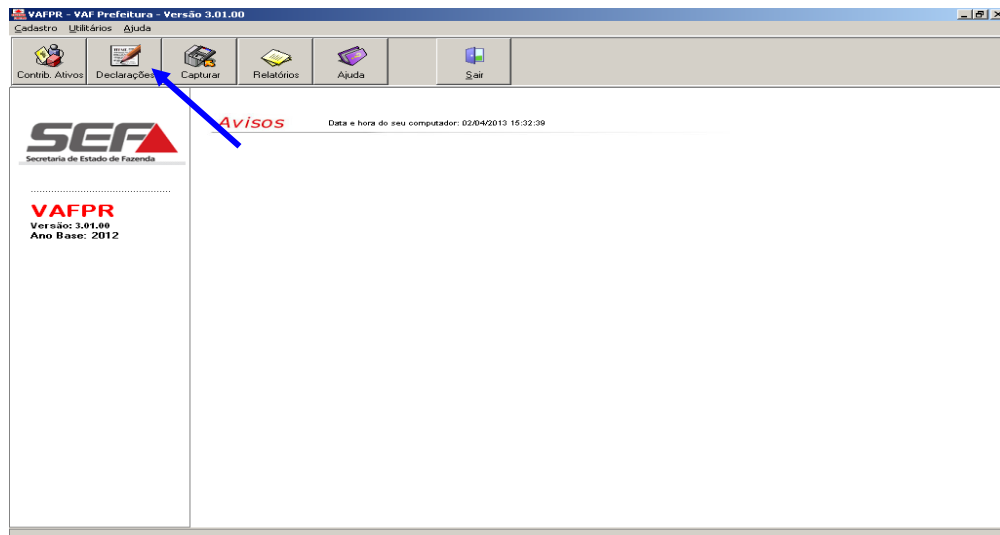 VAFPR - VAF Prefeitura - Versão 3.01.00
Cadastro Utilitários Ajuda
Contrib. Ativos Declarações Capturar Relatórios Ajuda Sair
Avisos Data e hora do seu computador: 02/04/2013 15:32:39
SEFA
Secretaria de Estado de Fazenda
VAFPR
Versão: 3.01.00
Ano Base: 2012